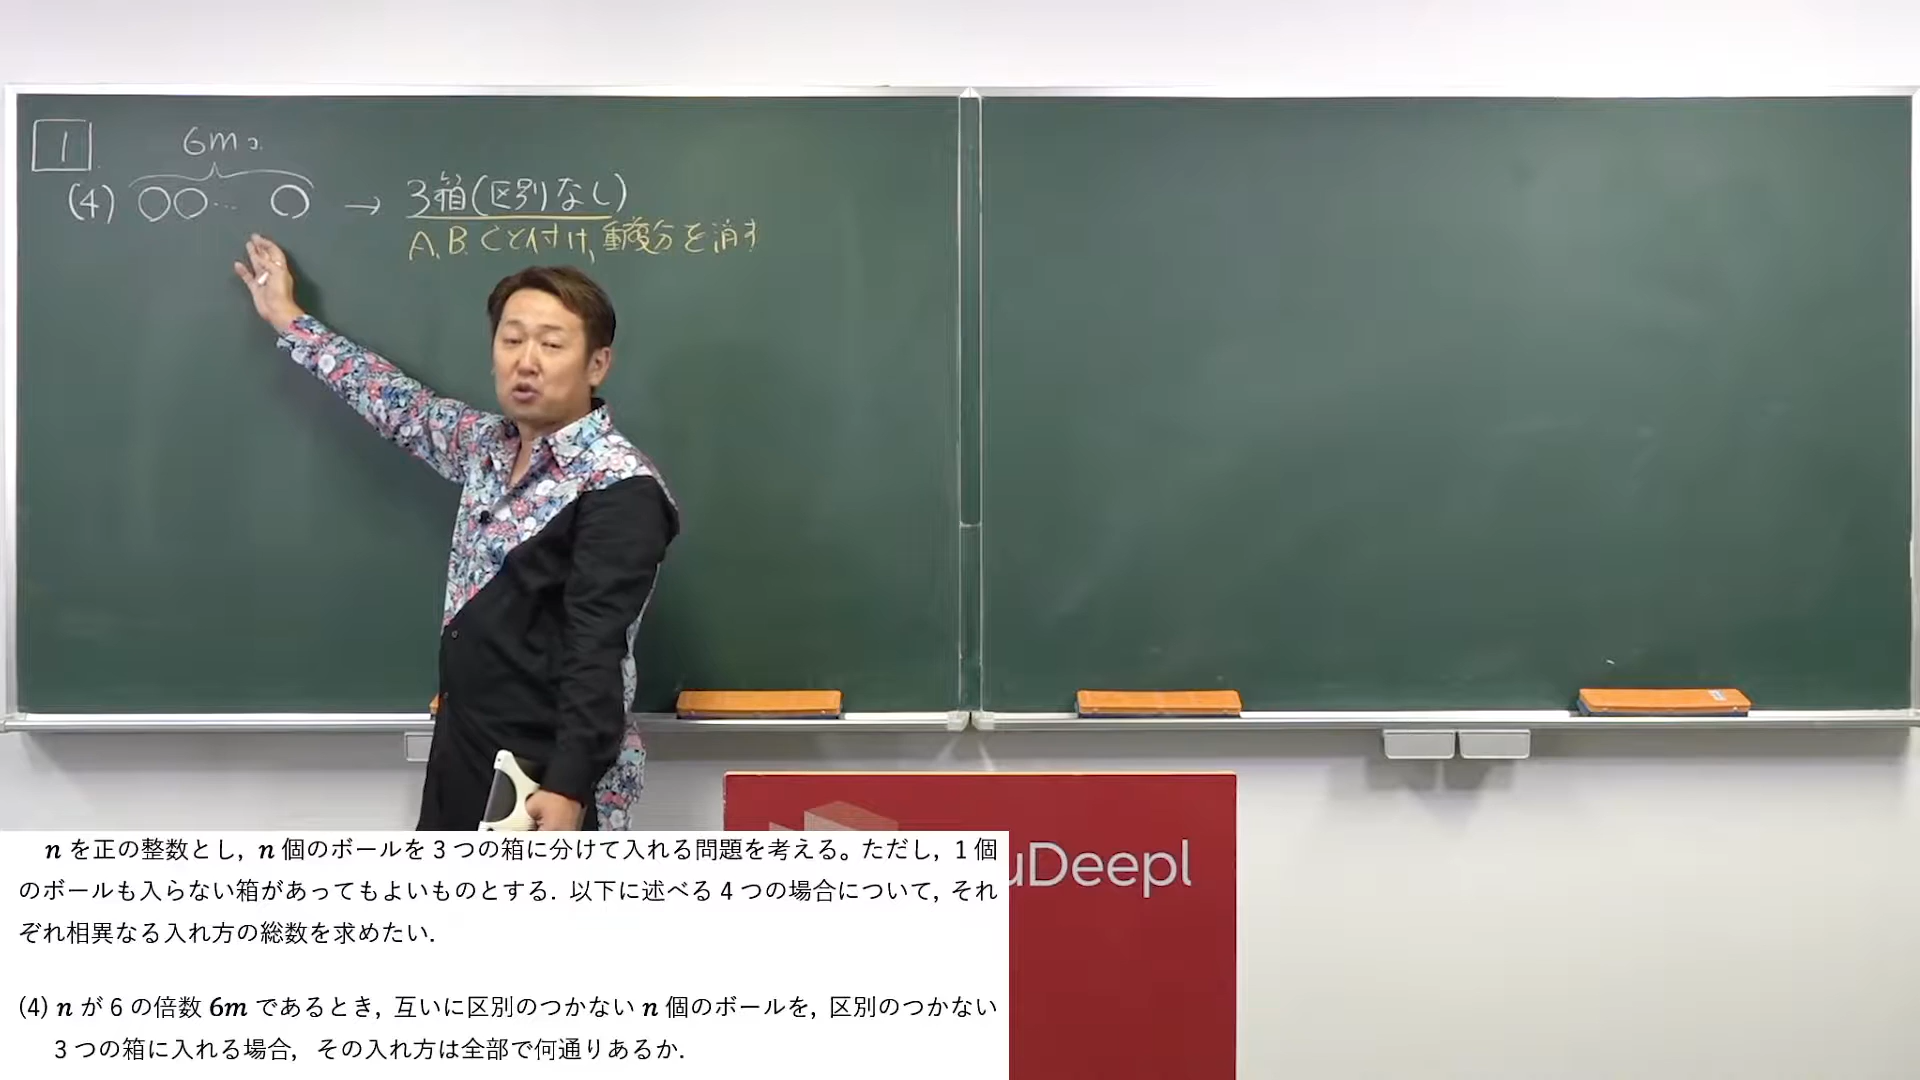 1
6mコ
(4) ○○… ○ → 3箱(区別なし)
A, B, Cと付け, 重複分を消す
uDeepl
n を正の整数とし, n 個のボールを 3 つの箱に分けて入れる問題を考える。ただし, 1 個
のボールも入らない箱があってもよいものとする. 以下に述べる 4 つの場合について, それ
ぞれ相異なる入れ方の総数を求めたい.
(4) n が 6 の倍数 6m であるとき, 互いに区別のつかない n 個のボールを, 区別のつかない
3 つの箱に入れる場合, その入れ方は全部で何通りあるか.